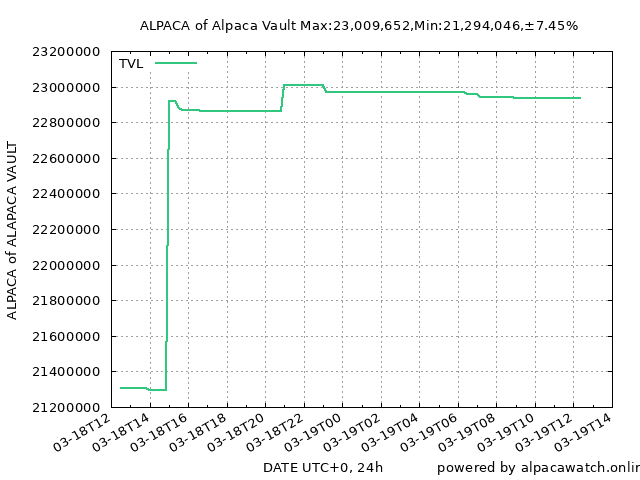 ALPACA of Alpaca Vault Max:23,009,652,Min:21,294,046,±7.45%
TVL
23200000
23000000
22800000
22600000
22400000
22200000
22000000
21800000
21600000
21400000
21200000
ALPACA of ALAPACA VAULT
03-18T12
03-18T14
03-18T16
03-18T18
03-18T20
03-18T22
03-19T00
03-19T02
03-19T04
03-19T06
03-19T08
03-19T10
03-19T12
03-19T14
DATE UTC+0, 24h
powered by alpacawatch.onlin